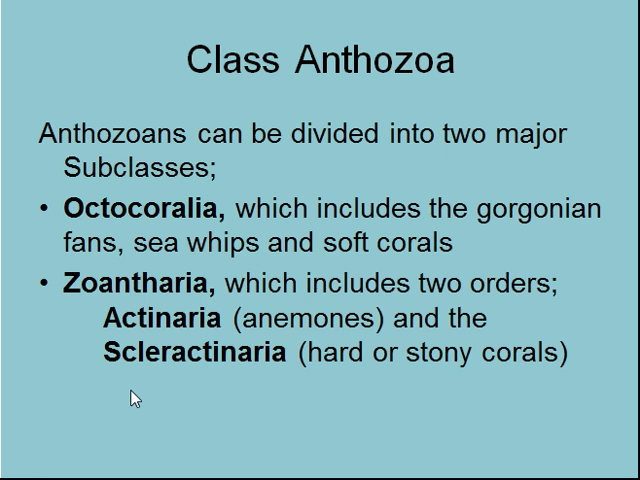 Class Anthozoa
Anthozoans can be divided into two major
Subclasses;
• Octocoralia, which includes the gorgonian
fans, sea whips and soft corals
• Zoantharia, which includes two orders;
Actinaria (anemones) and the
Scleractinaria (hard or stony corals)